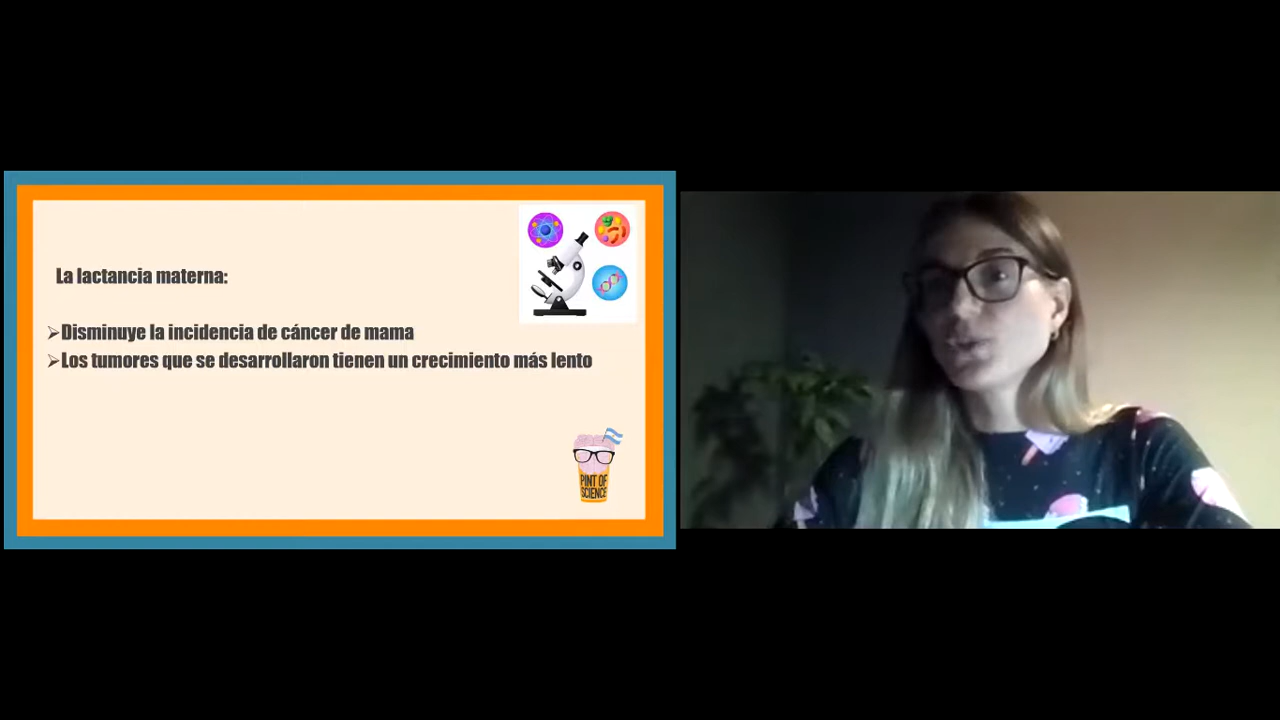 La lactancia materna:
➢Disminuye la incidencia de cáncer de mama
➢Los tumores que se desarrollaron tienen un crecimiento más lento
PINT OF
SCIENCE